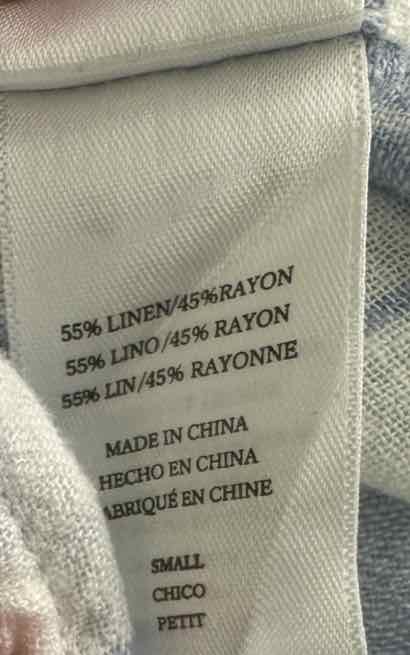 55% LINEN/45%RAYON
55% LINO/45% RAYON
55% LIN/45% RAYONNE
MADE IN CHINA
HECHO EN CHINA
ABRIQUÉ EN CHINE
SMALL
CHICO
PETIT